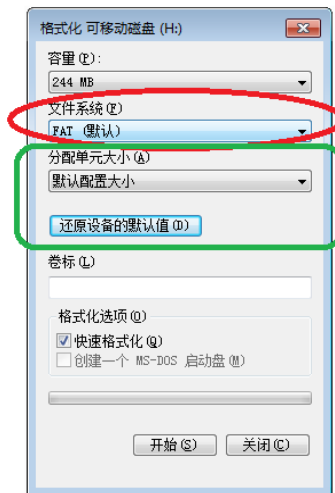 格式化 可移动磁盘 (H:)
容量(P):
244 MB
文件系统(F)
FAT (默认)
分配单元大小(A)
默认配置大小
还原设备的默认值(D)
卷标(L)
格式化选项(O)
快速格式化(Q)
创建一个 MS-DOS 启动盘(M)
开始(S)
关闭(C)